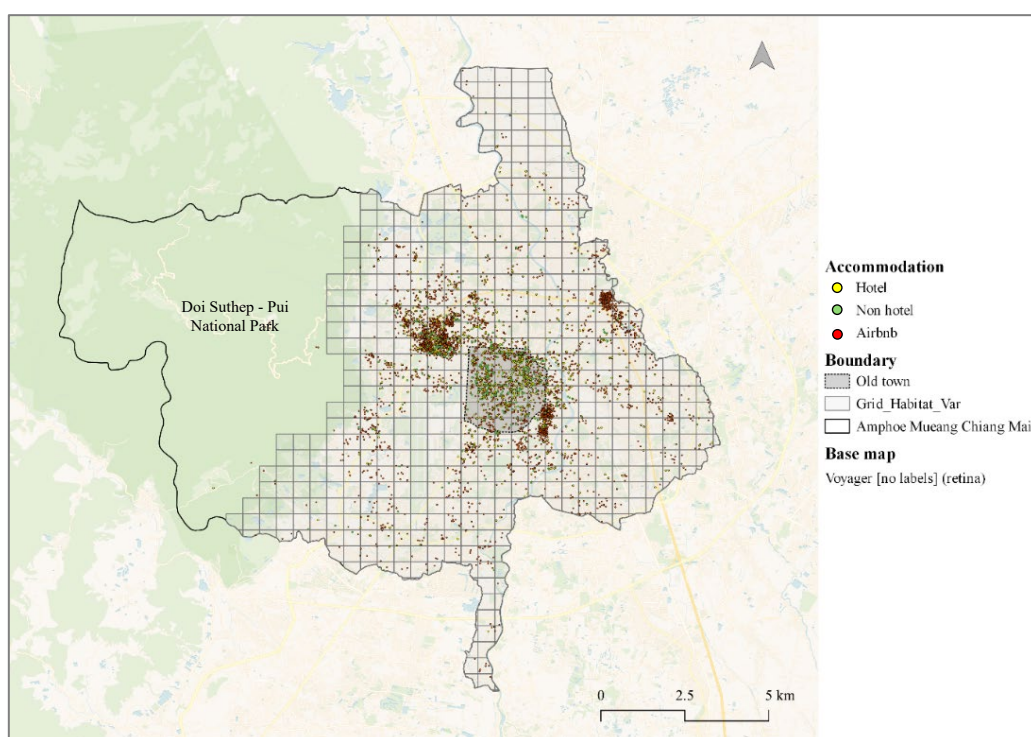 Doi Suthep - Pui
National Park
Accommodation
Hotel
Non hotel
Airbnb
Boundary
Old town
Grid_Habitat_Var
Amphoe Mueang Chiang Mai
Base map
Voyager [no labels] (retina)
0 2.5 5 km